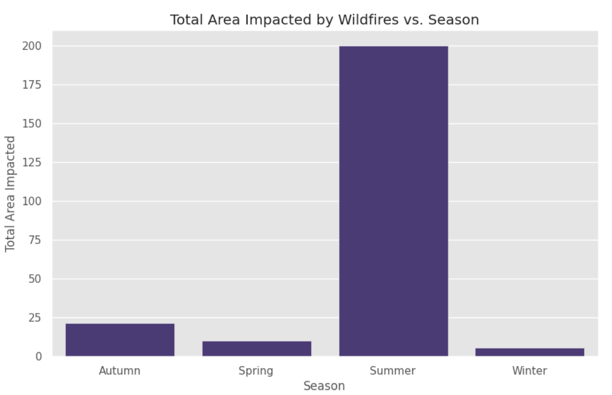 Total Area Impacted by Wildfires vs. Season
Total Area Impacted
200
175
150
125
100
75
50
25
0
Autumn Spring Summer Winter
Season